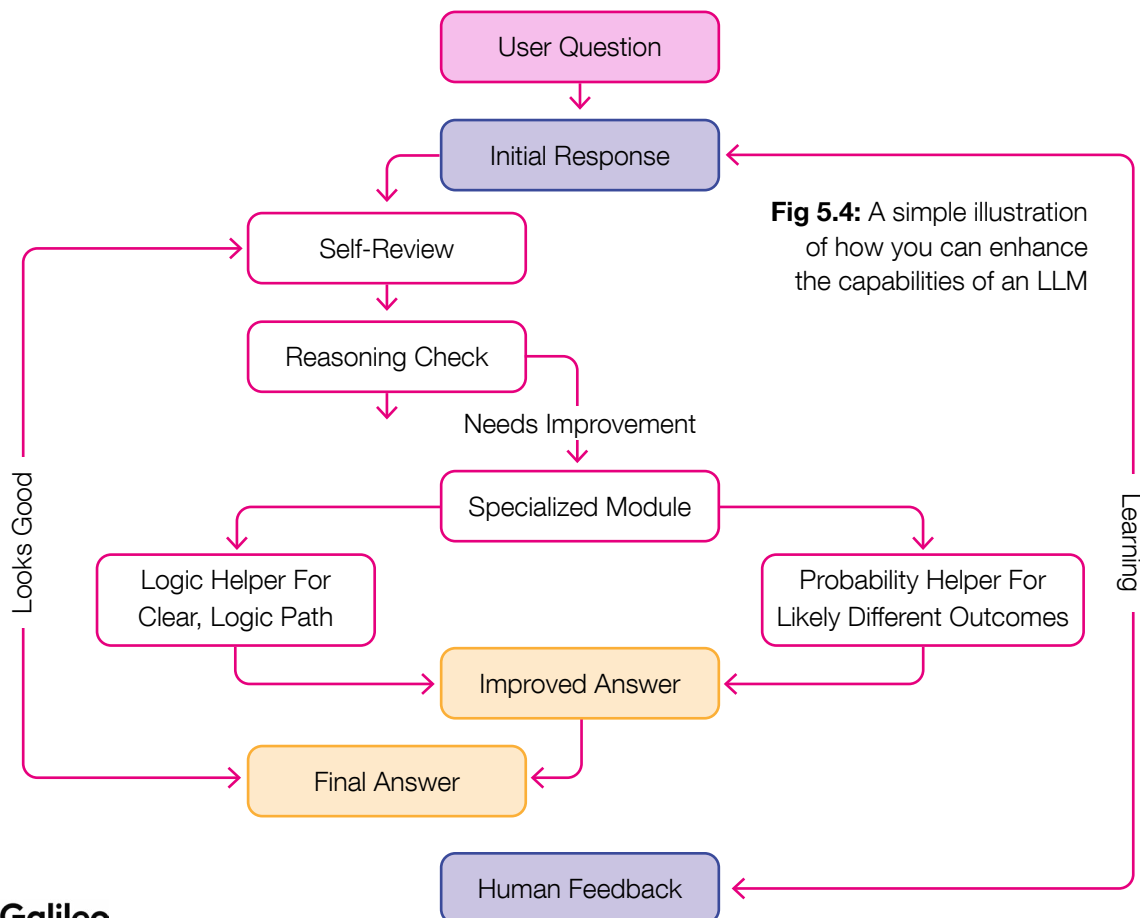 User Question
Initial Response
Fig 5.4: A simple illustration
of how you can enhance
the capabilities of an LLM
Self-Review
Reasoning Check
Needs Improvement
Specialized Module
Looks Good
Learning
Logic Helper For
Clear, Logic Path
Probability Helper For
Likely Different Outcomes
Improved Answer
Final Answer
Human Feedback
Galileo